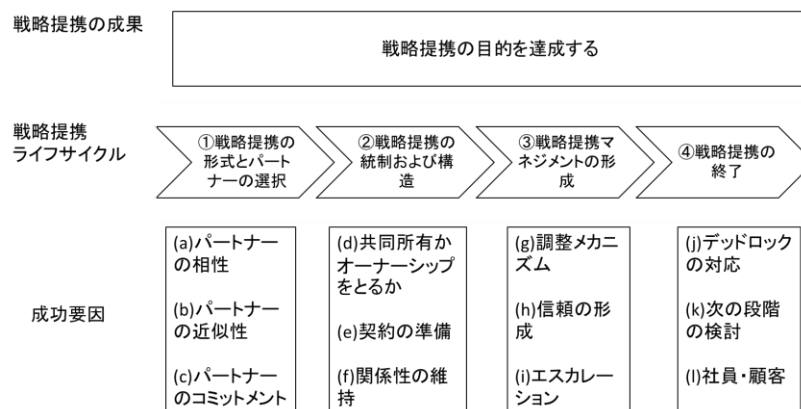 戦略提携の成果
戦略提携の目的を達成する
戦略提携
ライフサイクル
①戦略提携の
形式とパート
ナーの選択
②戦略提携の
統制および構
造
③戦略提携マ
ネジメントの形
成
④戦略提携の
終了
成功要因
(a)パートナー
の相性
(b)パートナー
の近似性
(c)パートナー
のコミットメント
(d)共同所有か
オーナーシップ
をとるか
(e)契約の準備
(f)関係性の維
持
(g)調整メカニ
ズム
(h)信頼の形
成
(i)エスカレー
ション
(j)デッドロック
の対応
(k)次の段階
の検討
(l)社員・顧客